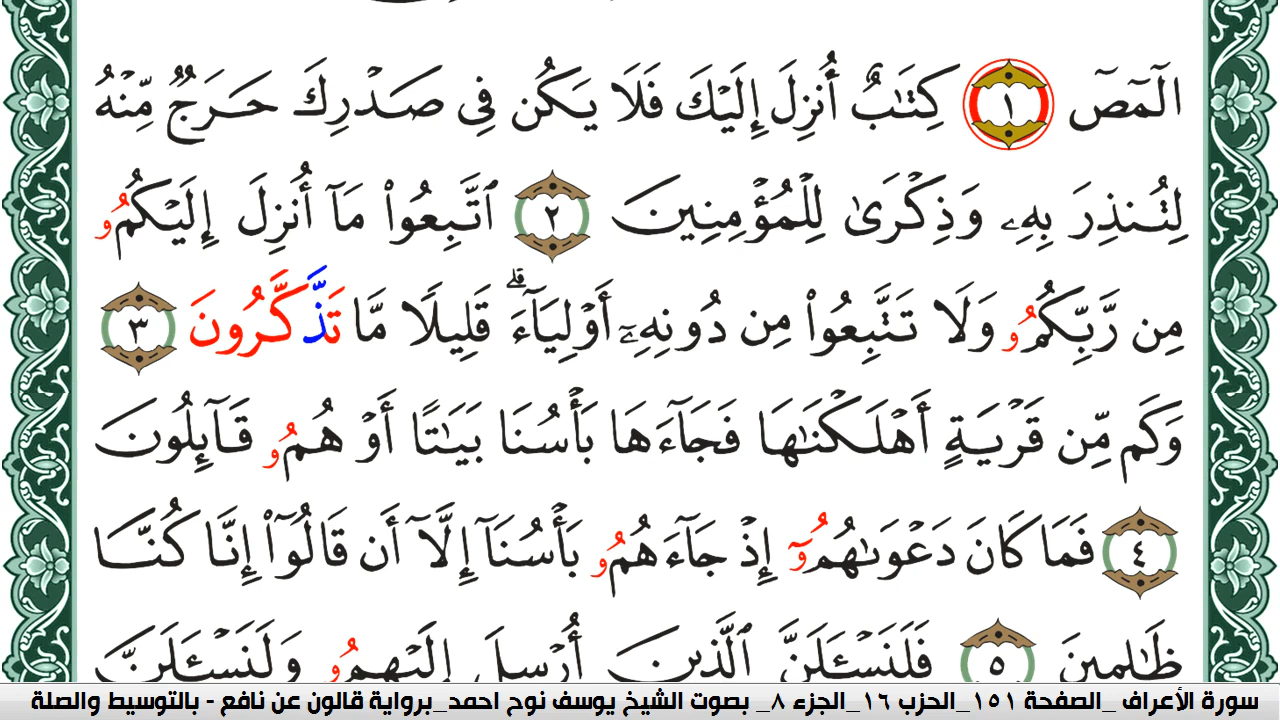 الٓمٓصٓ ١ كِتَٰبٌ أُنزِلَ إِلَيْكَ فَلَا يَكُن فِى صَدْرِكَ حَرَجٌ مِّنْهُ
لِتُنذِرَ بِهِۦ وَذِكْرَىٰ لِلْمُؤْمِنِينَ ٢ ٱتَّبِعُوا۟ مَآ أُنزِلَ إِلَيْكُمُو
مِن رَّبِّكُمُو وَلَا تَتَّبِعُوا۟ مِن دُونِهِۦٓ أَوْلِيَآءَۗ قَلِيلًا مَّا تَذَّكَّرُونَ ٣
وَكَم مِّن قَرْيَةٍ أَهْلَكْنَٰهَا فَجَآءَهَا بَأْسُنَا بَيَٰتًا أَوْ هُمُو قَآئِلُونَ
٤ فَمَا كَانَ دَعْوَىٰهُمُوٓ إِذْ جَآءَهُمُو بَأْسُنَآ إِلَّآ أَن قَالُوٓا۟ إِنَّا كُنَّا
ظَٰلِمِينَ ٥ فَلَنَسْـَٔلَنَّ ٱلَّذِينَ أُرْسِلَ إِلَيْهِمُو وَلَنَسْـَٔلَنَّ
سورة الأعراف _الصفحة ١٥١_الحزب ١٦_الجزء ٨_ بصوت الشيخ يوسف نوح احمد_برواية قالون عن نافع - بالتوسيط والصلة